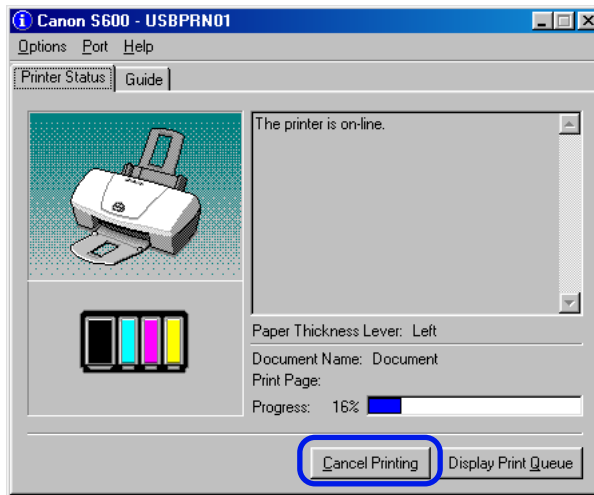 Canon S600 - USBPRN01
Options Port Help
Printer Status Guide
The printer is on-line.
Paper Thickness Lever: Left
Document Name: Document
Print Page:
Progress: 16%
Cancel Printing Display Print Queue